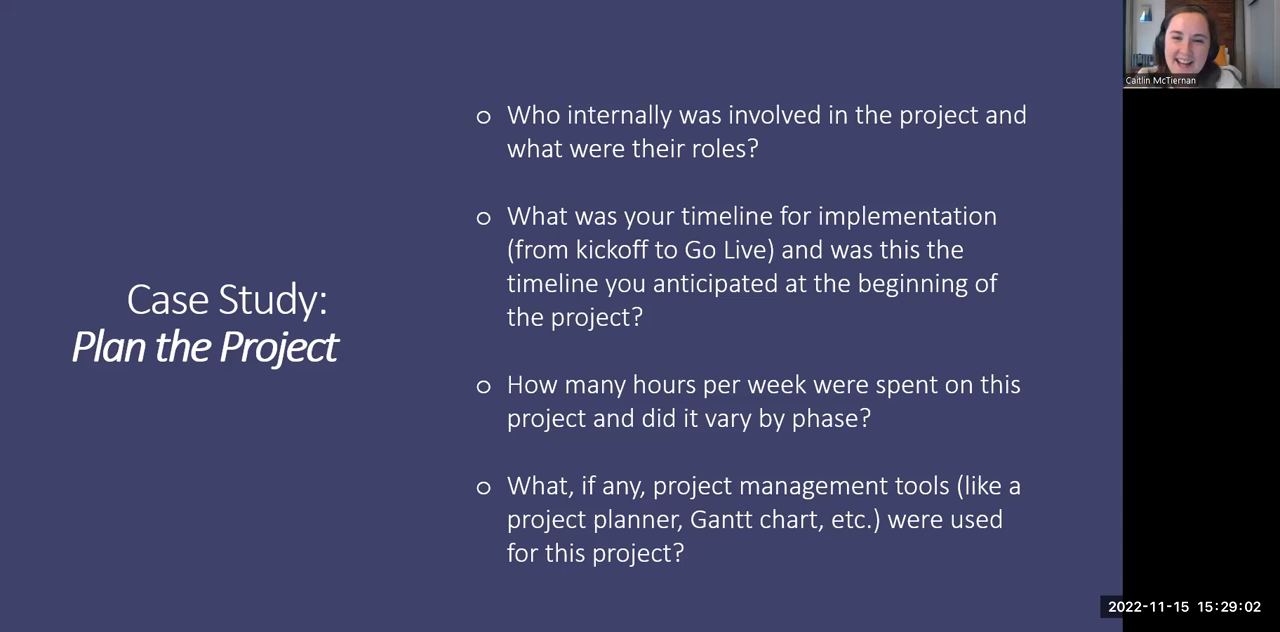 Caitlin McTiernan
Case Study:
Plan the Project
o Who internally was involved in the project and
what were their roles?
o What was your timeline for implementation
(from kickoff to Go Live) and was this the
timeline you anticipated at the beginning of
the project?
o How many hours per week were spent on this
project and did it vary by phase?
o What, if any, project management tools (like a
project planner, Gantt chart, etc.) were used
for this project?
2022-11-15 15:29:02